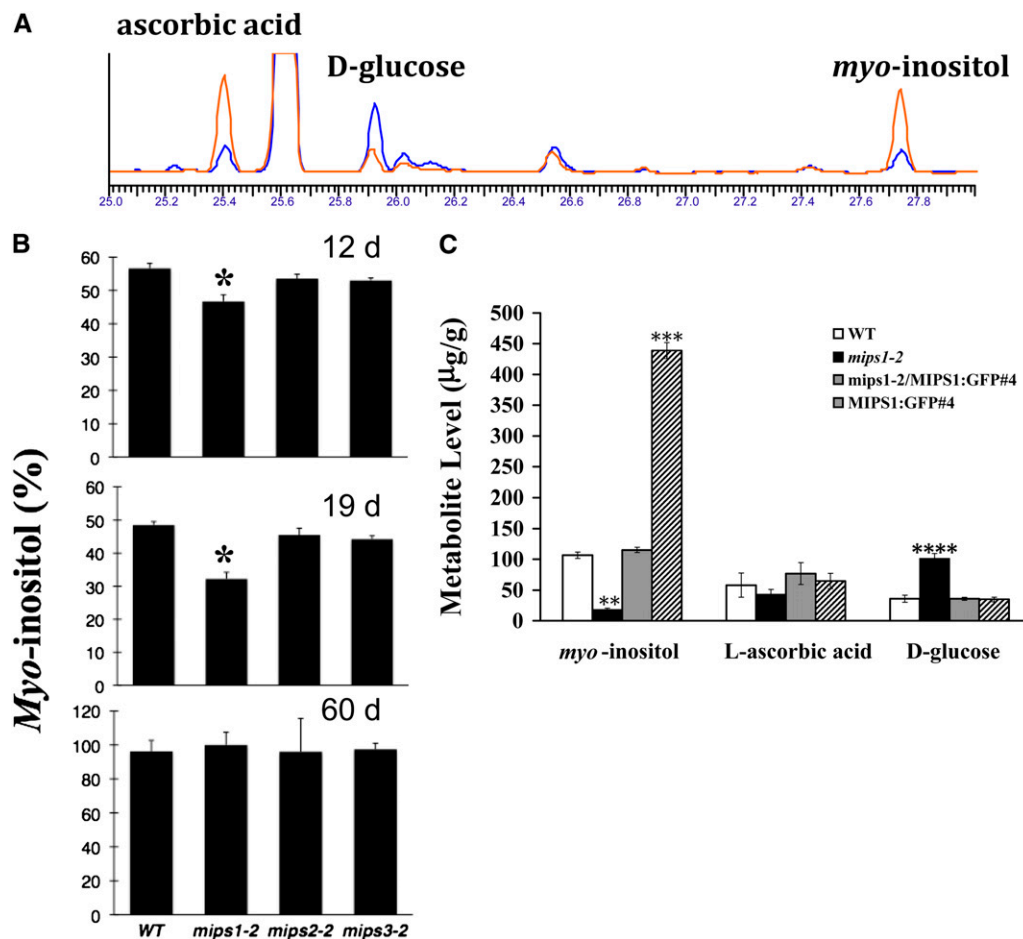 A
ascorbic acid
D-glucose
myo-inositol
25.0 25.2 25.4 25.6 25.8 26.0 26.2 26.4 26.6 26.8 27.0 27.2 27.4 27.6 27.8
B
Myo-inositol (%)
12 d
60
50
40
30
20
10
0
*
19 d
60
50
40
30
20
10
0
*
60 d
120
100
80
60
40
20
0
WT mips1-2 mips2-2 mips3-2
C
Metabolite Level (µg/g)
500
450
400
350
300
250
200
150
100
50
0
WT
mips1-2
mips1-2/MIPS1:GFP#4
MIPS1:GFP#4
***
**
****
myo -inositol L-ascorbic acid D-glucose